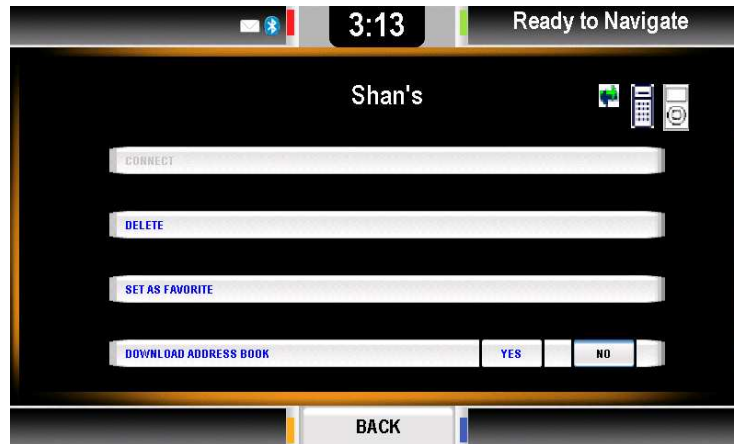 3:13
Ready to Navigate
Shan's
CONNECT
DELETE
SET AS FAVORITE
DOWNLOAD ADDRESS BOOK YES NO
BACK